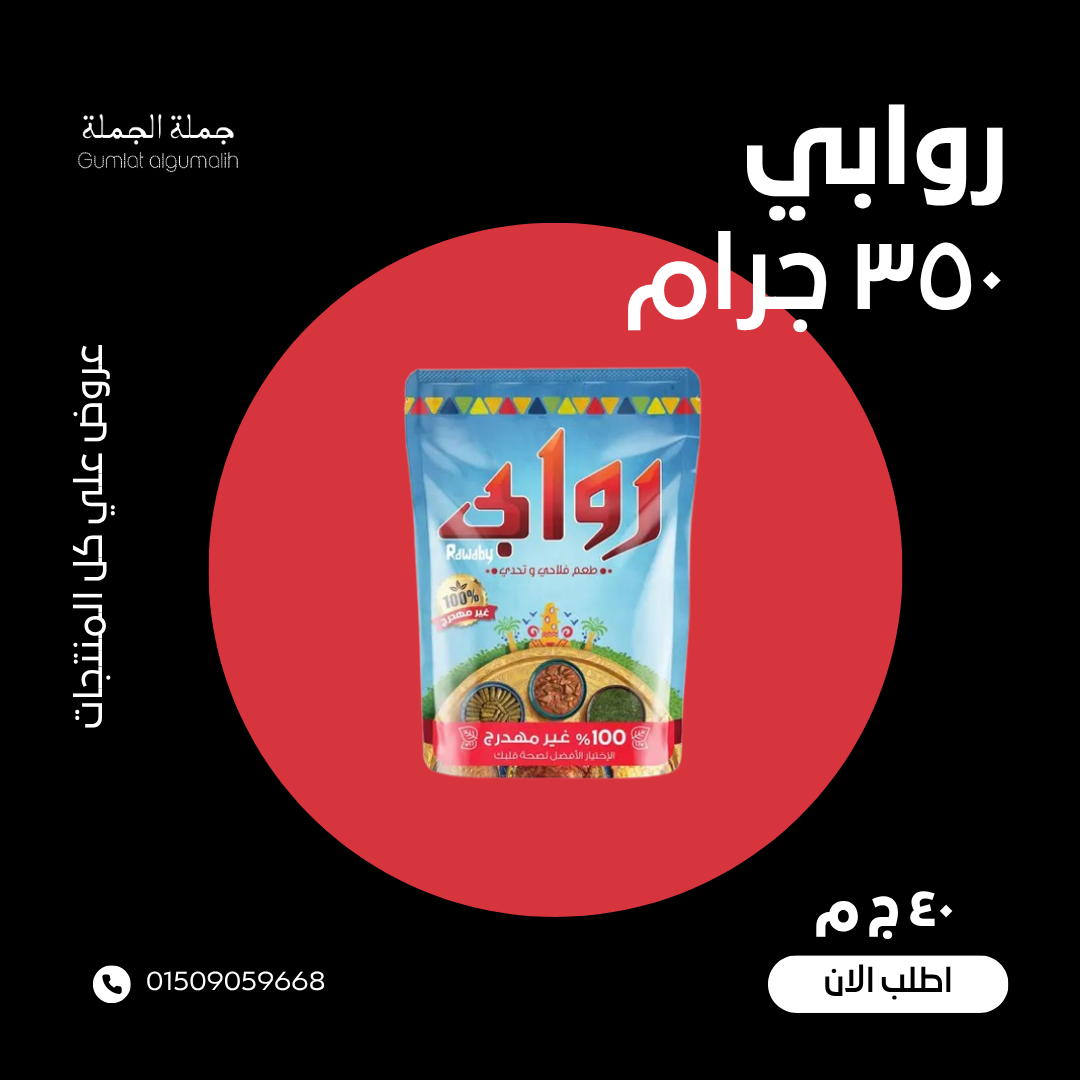 جملة الجملة
Gumlat algumalih
روابي
٣٥٠ جرام
عروض علي كل المنتجات
روابي
Rawaby
طعم فلاحي و تحدي
100%
غير مهدرج
100% غير مهدرج
الإختيار الأفضل لصحة قلبك
٤٠ ج م
اطلب الان
01509059668